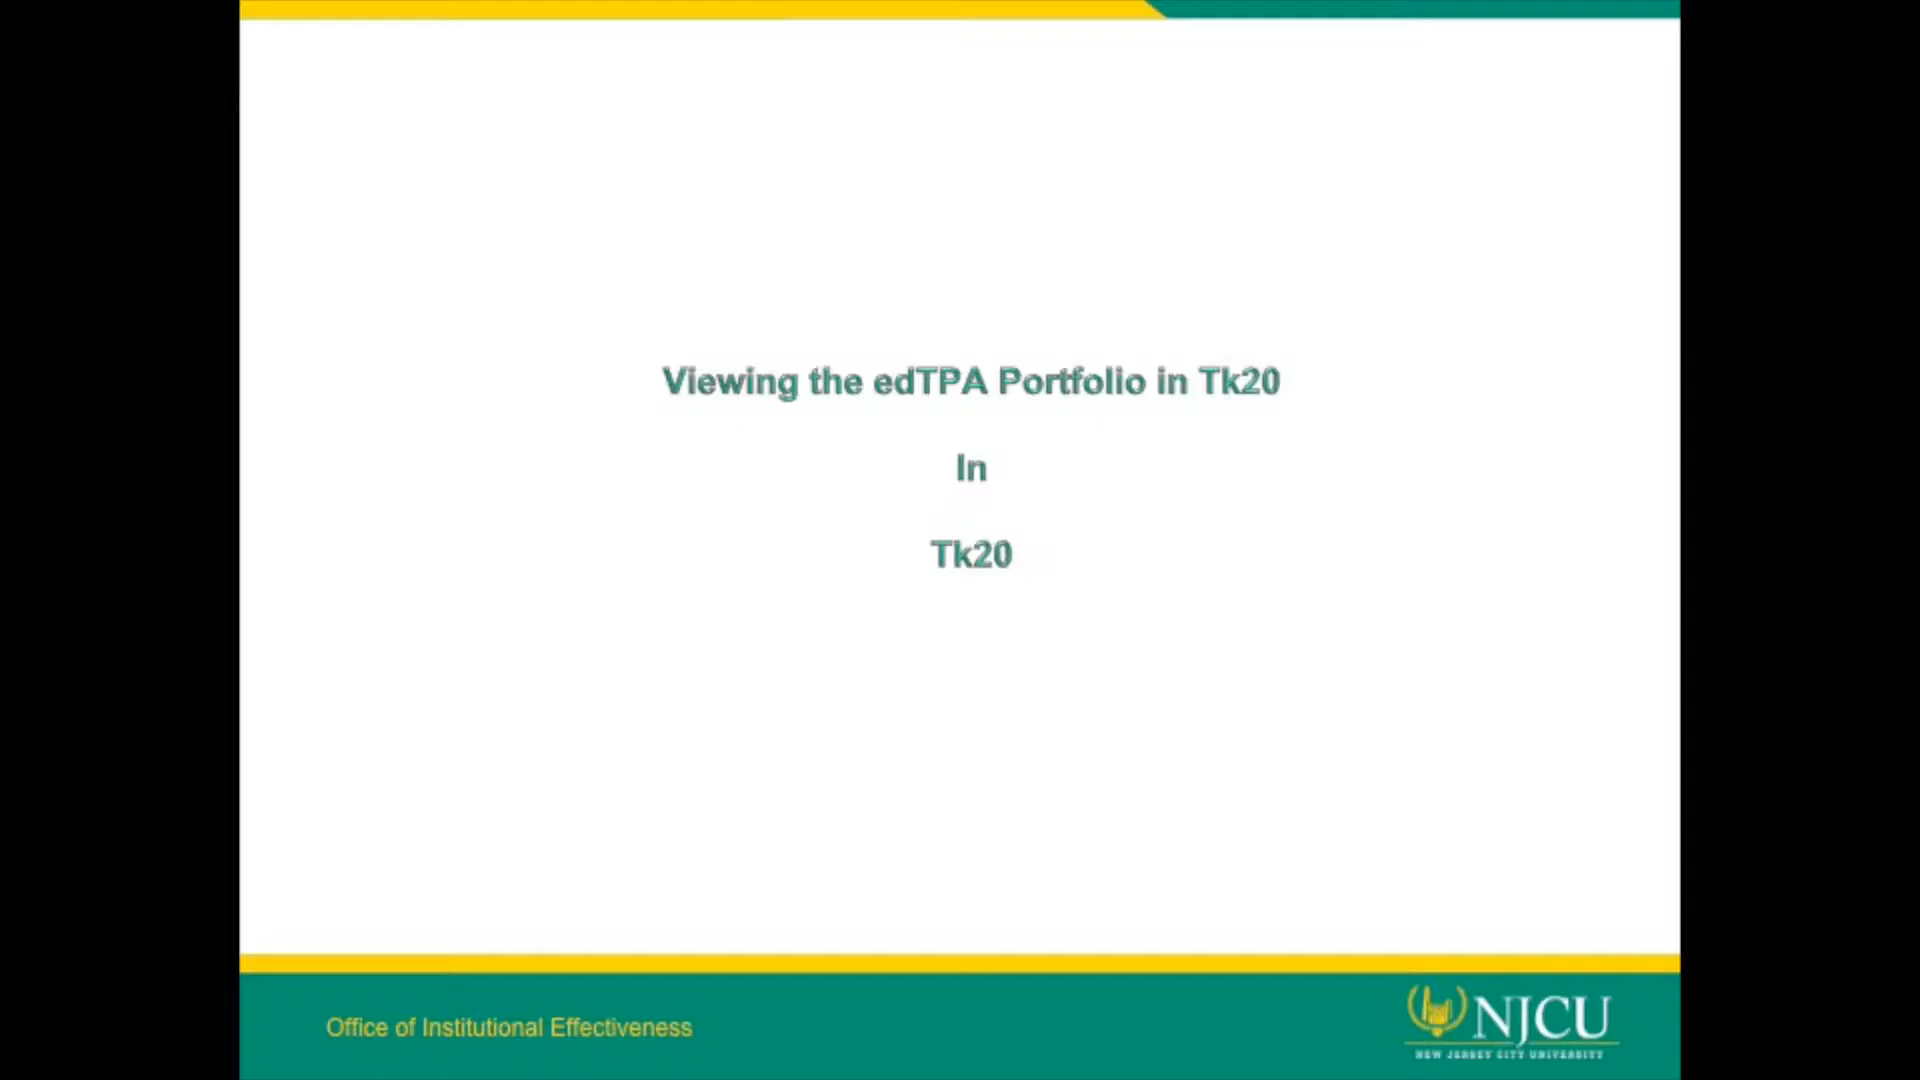 Viewing the edTPA Portfolio in Tk20
In
Tk20
Office of Institutional Effectiveness
NJCU
NEW JERSEY CITY UNIVERSITY